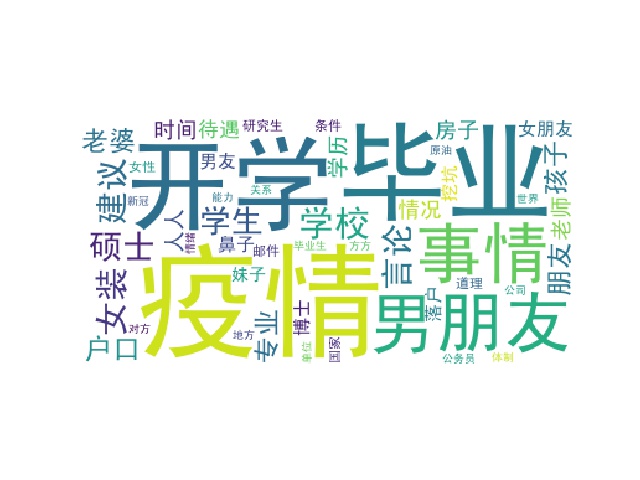 时间
待遇
研究生
条件
房子
女朋友
老婆
女性
男友
开学
毕业
学历
原油
孩子
建议
新冠
能力
关系
挖坑
世界
人人
情绪
学生
学校
情况
老师
硕士
鼻子
邮件
毕业生
方方
言论
事情
朋友
女装
疫情
妹子
道理
公司
对方
地方
专业
博士
落户
男朋友
户口
单位
国家
公务员
体制